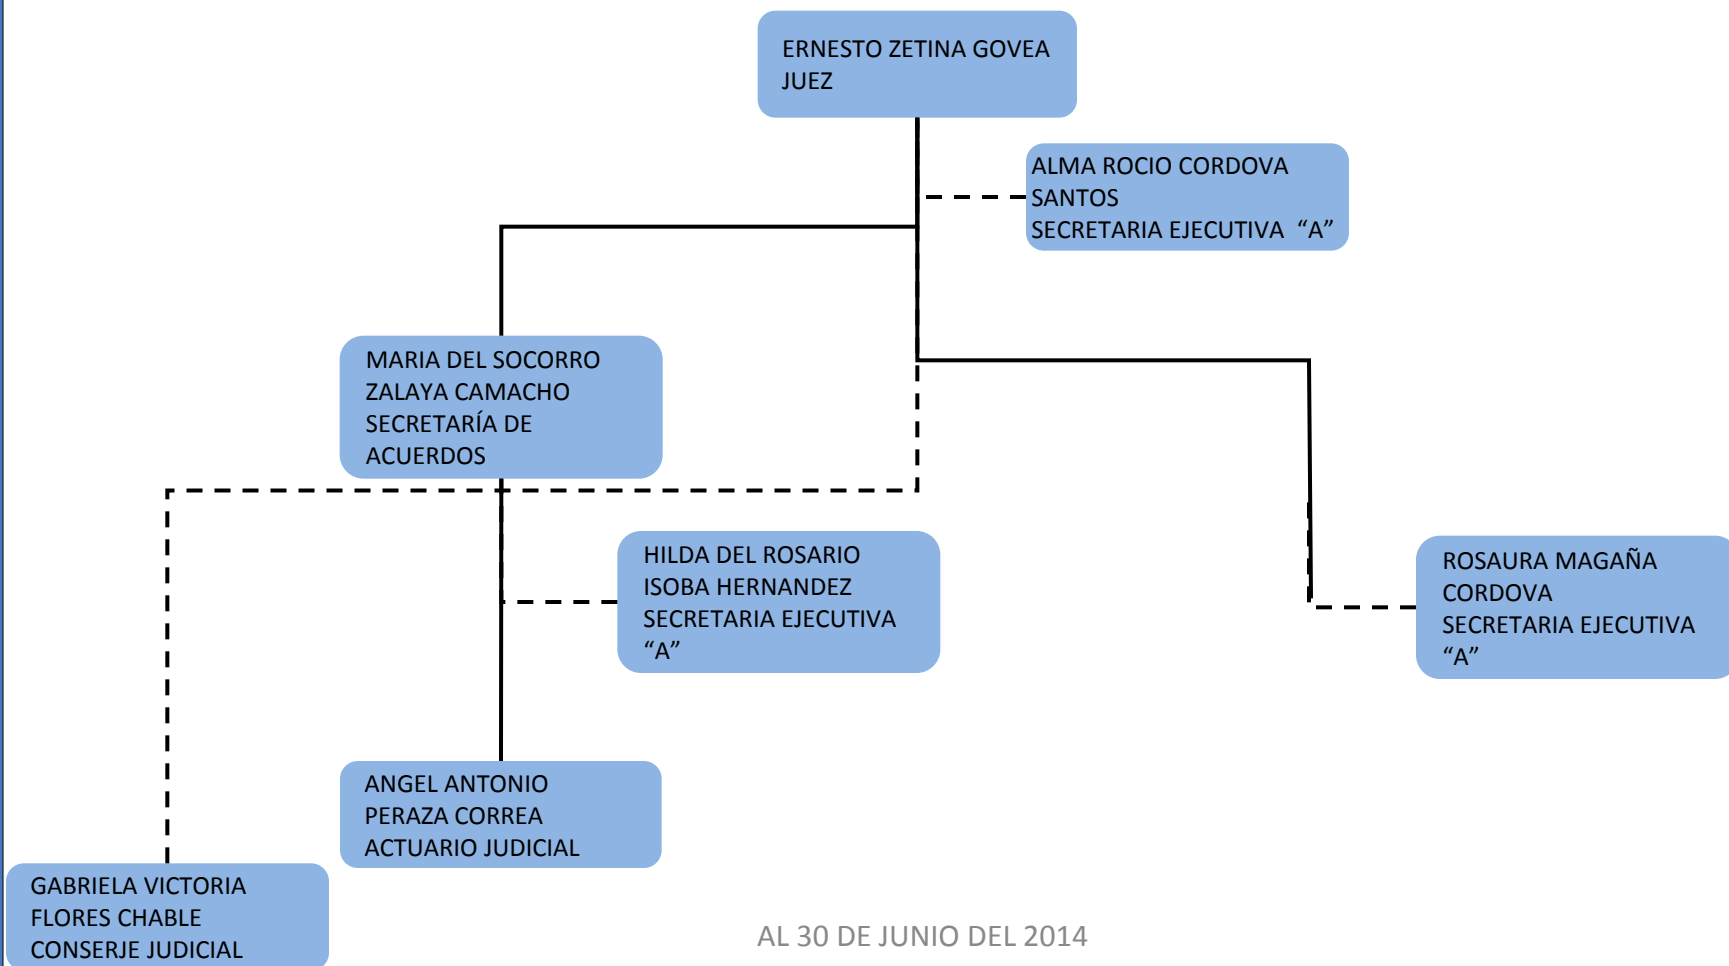 ERNESTO ZETINA GOVEA
JUEZ
ALMA ROCIO CORDOVA
SANTOS
SECRETARIA EJECUTIVA “A”
MARIA DEL SOCORRO
ZALAYA CAMACHO
SECRETARÍA DE
ACUERDOS
HILDA DEL ROSARIO
ISOBA HERNANDEZ
SECRETARIA EJECUTIVA
“A”
ROSAURA MAGAÑA
CORDOVA
SECRETARIA EJECUTIVA
“A”
ANGEL ANTONIO
PERAZA CORREA
ACTUARIO JUDICIAL
GABRIELA VICTORIA
FLORES CHABLE
CONSERJE JUDICIAL
AL 30 DE JUNIO DEL 2014